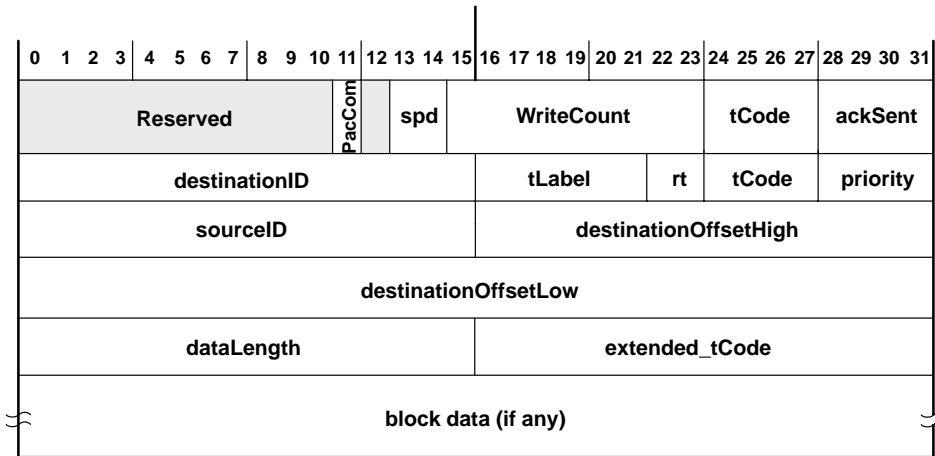 0 1 2 3 4 5 6 7 8 9 10 11 12 13 14 15 16 17 18 19 20 21 22 23 24 25 26 27 28 29 30 31
Reserved PacCom spd WriteCount tCode ackSent
destinationID tLabel rt tCode priority
sourceID destinationOffsetHigh
destinationOffsetLow
dataLength extended_tCode
block data (if any)